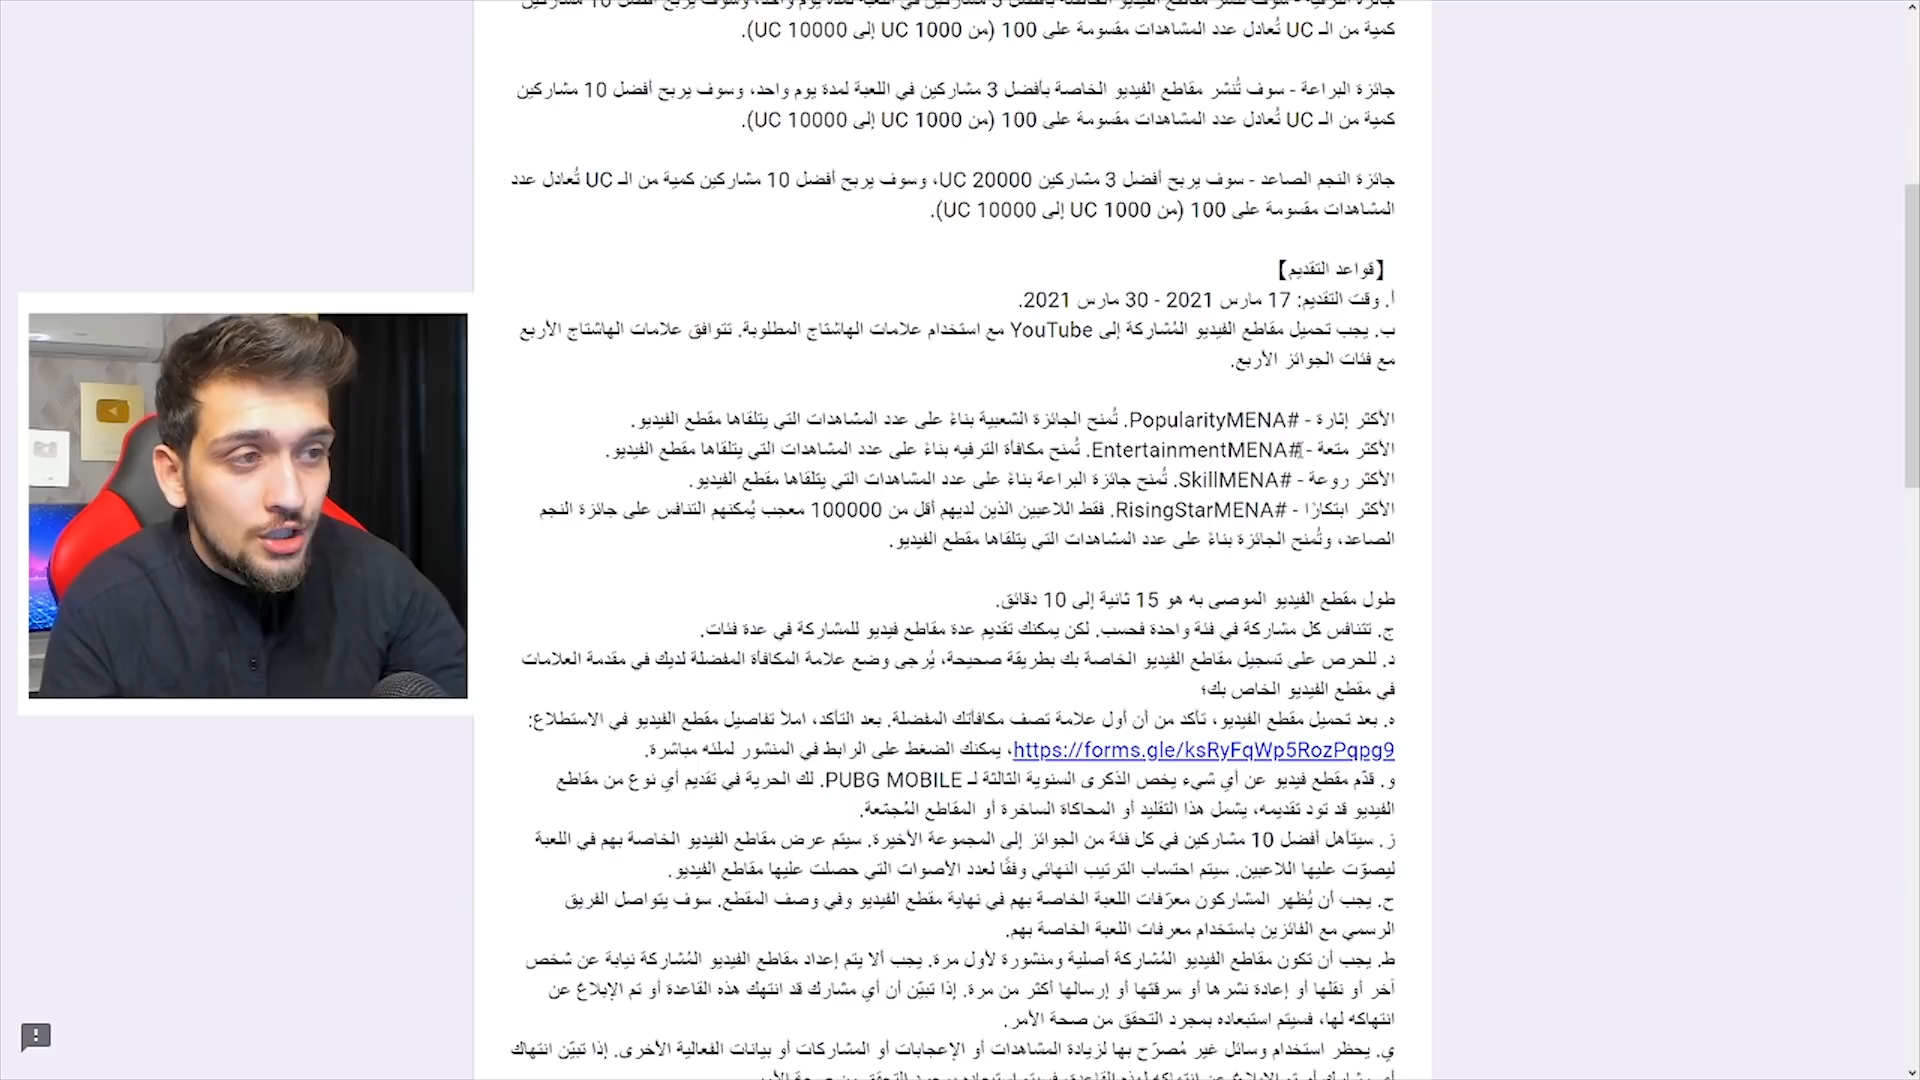 جائزة الترفيه - سوف تُنشر مقاطع الفيديو الخاصة بأفضل 3 مشاركين في اللعبة لمدة يوم واحد، وسوف يربح أفضل 10 مشاركين
كمية من الـ UC تُعادل عدد المشاهدات مقسومة على 100 (من 1000 UC إلى 10000 UC).
جائزة البراعة - سوف تُنشر مقاطع الفيديو الخاصة بأفضل 3 مشاركين في اللعبة لمدة يوم واحد، وسوف يربح أفضل 10 مشاركين
كمية من الـ UC تُعادل عدد المشاهدات مقسومة على 100 (من 1000 UC إلى 10000 UC).
جائزة النجم الصاعد - سوف يربح أفضل 3 مشاركين 20000 UC، وسوف يربح أفضل 10 مشاركين كمية من الـ UC تُعادل عدد
المشاهدات مقسومة على 100 (من 1000 UC إلى 10000 UC).
【قواعد التقديم】
أ. وقت التقديم: 17 مارس 2021 - 30 مارس 2021.
ب. يجب تحميل مقاطع الفيديو المُشاركة إلى YouTube مع استخدام علامات الهاشتاج المطلوبة. تتوافق علامات الهاشتاج الأربع
مع فئات الجوائز الأربع.
الأكثر إثارة - #PopularityMENA. تُمنح الجائزة الشعبية بناءً على عدد المشاهدات التي يتلقاها مقطع الفيديو.
الأكثر متعة - #EntertainmentMENA. تُمنح مكافأة الترفيه بناءً على عدد المشاهدات التي يتلقاها مقطع الفيديو.
الأكثر روعة - #SkillMENA. تُمنح جائزة البراعة بناءً على عدد المشاهدات التي يتلقاها مقطع الفيديو.
الأكثر ابتكارًا - #RisingStarMENA. فقط اللاعبين الذين لديهم أقل من 100000 معجب يُمكنهم التنافس على جائزة النجم
الصاعد، وتُمنح الجائزة بناءً على عدد المشاهدات التي يتلقاها مقطع الفيديو.
طول مقطع الفيديو الموصى به هو 15 ثانية إلى 10 دقائق.
ج. تتنافس كل مشاركة في فئة واحدة فحسب. لكن يمكنك تقديم عدة مقاطع فيديو للمشاركة في عدة فئات.
د. للحرص على تسجيل مقاطع الفيديو الخاصة بك بطريقة صحيحة، يُرجى وضع علامة المكافأة المفضلة لديك في مقدمة العلامات
في مقطع الفيديو الخاص بك؛
ه. بعد تحميل مقطع الفيديو، تأكد من أن أول علامة تصف مكافأتك المفضلة. بعد التأكد، املأ تفاصيل مقطع الفيديو في الاستطلاع:
https://forms.gle/ksRyFqWp5RozPqpg9، يمكنك الضغط على الرابط في المنشور لملئه مباشرة.
و. قدّم مقطع فيديو عن أي شيء يخص الذكرى السنوية الثالثة لـ PUBG MOBILE. لك الحرية في تقديم أي نوع من مقاطع
الفيديو قد تود تقديمه، يشمل هذا التقليد أو المحاكاة الساخرة أو المقاطع المُجمّعة.
ز. سيتأهل أفضل 10 مشاركين في كل فئة من الجوائز إلى المجموعة الأخيرة. سيتم عرض مقاطع الفيديو الخاصة بهم في اللعبة
ليصوّت عليها اللاعبين. سيتم احتساب الترتيب النهائي وفقًا لعدد الأصوات التي حصلت عليها مقاطع الفيديو.
ح. يجب أن يُظهر المشاركون معرّفات اللعبة الخاصة بهم في نهاية مقطع الفيديو وفي وصف المقطع. سوف يتواصل الفريق
الرسمي مع الفائزين باستخدام معرفات اللعبة الخاصة بهم.
ط. يجب أن تكون مقاطع الفيديو المُشاركة أصلية ومنشورة لأول مرة. يجب ألا يتم إعداد مقاطع الفيديو المُشاركة نيابة عن شخص
آخر أو نقلها أو إعادة نشرها أو سرقتها أو إرسالها أكثر من مرة. إذا تبيّن أن أي مشارك قد انتهك هذه القاعدة أو تم الإبلاغ عن
انتهاكه لها، فسيتم استبعاده بمجرد التحقق من صحة الأمر.
ي. يحظر استخدام وسائل غير مُصرّح بها لزيادة المشاهدات أو الإعجابات أو المشاركات أو بيانات الفعالية الأخرى. إذا تبيّن انتهاك